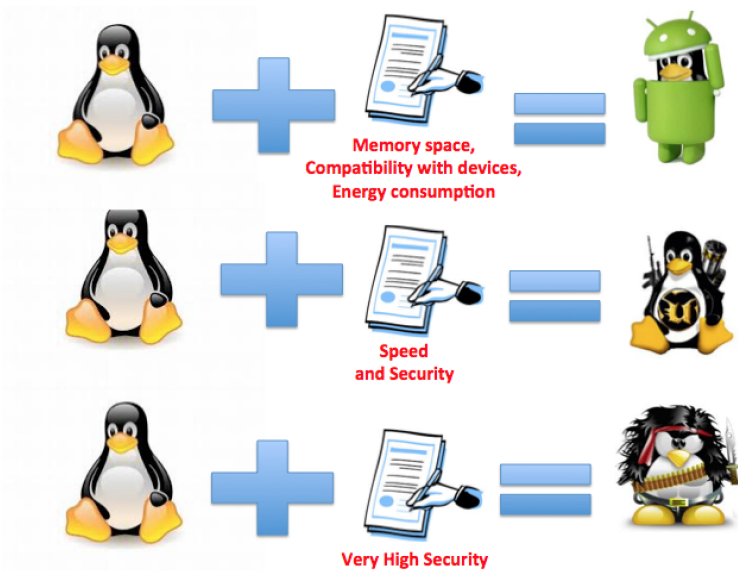 Memory space,
Compatibility with devices,
Energy consumption
Speed
and Security
Very High Security